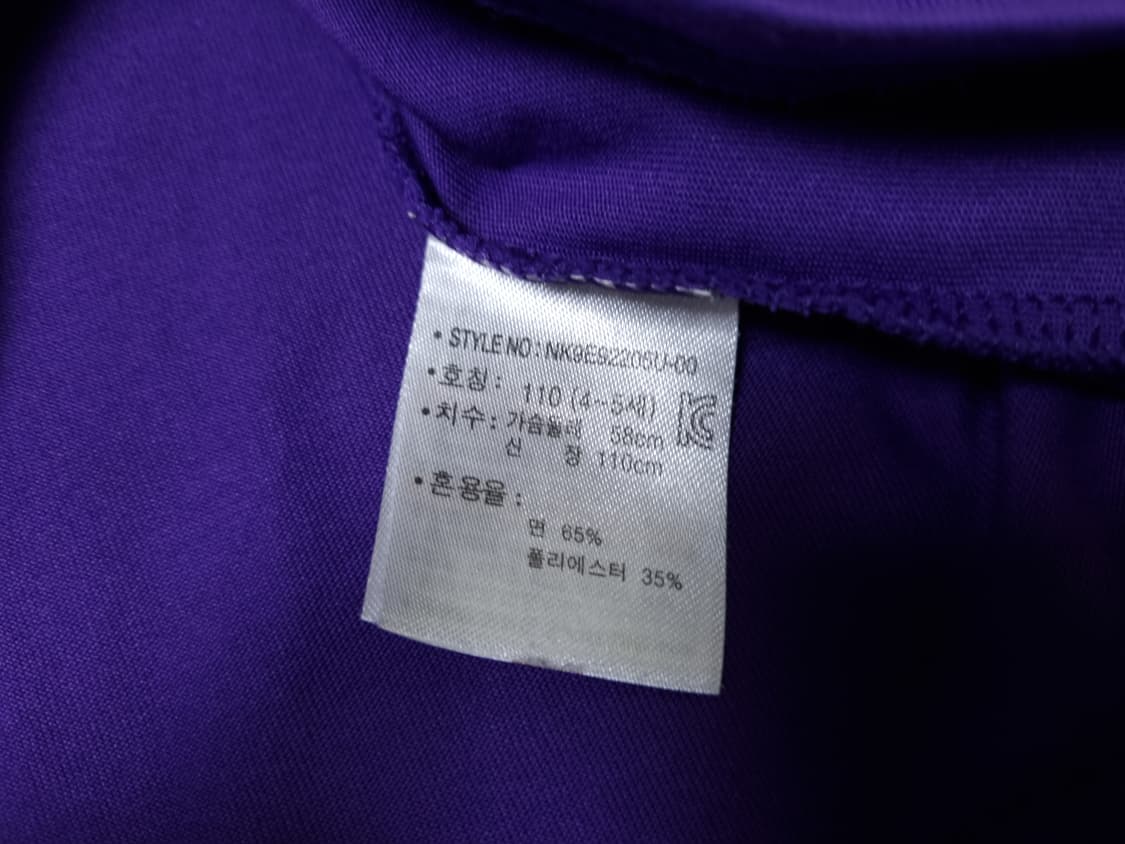 • STYLE NO : NK9E92205U-00
• 호칭 : 110 (4~5세)
• 치수 : 가슴둘레 58cm
신 장 110cm
• 혼용율 :
면 65%
폴리에스터 35%